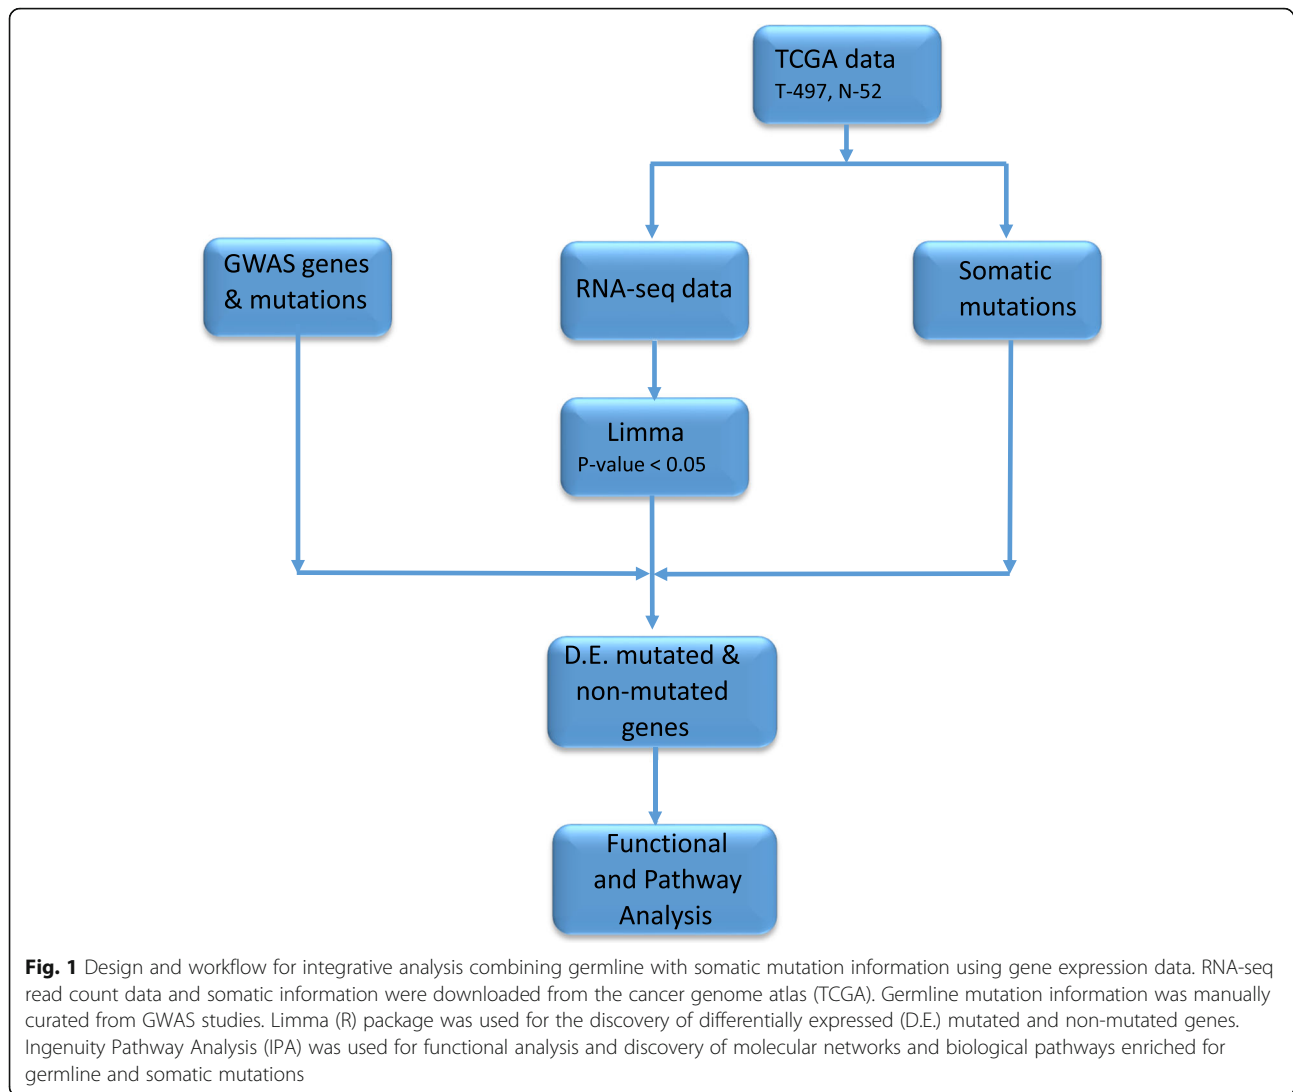 TCGA data
T-497, N-52
GWAS genes
& mutations
RNA-seq data
Somatic
mutations
Limma
P-value < 0.05
D.E. mutated &
non-mutated
genes
Functional
and Pathway
Analysis
Fig. 1 Design and workflow for integrative analysis combining germline with somatic mutation information using gene expression data. RNA-seq
read count data and somatic information were downloaded from the cancer genome atlas (TCGA). Germline mutation information was manually
curated from GWAS studies. Limma (R) package was used for the discovery of differentially expressed (D.E.) mutated and non-mutated genes.
Ingenuity Pathway Analysis (IPA) was used for functional analysis and discovery of molecular networks and biological pathways enriched for
germline and somatic mutations